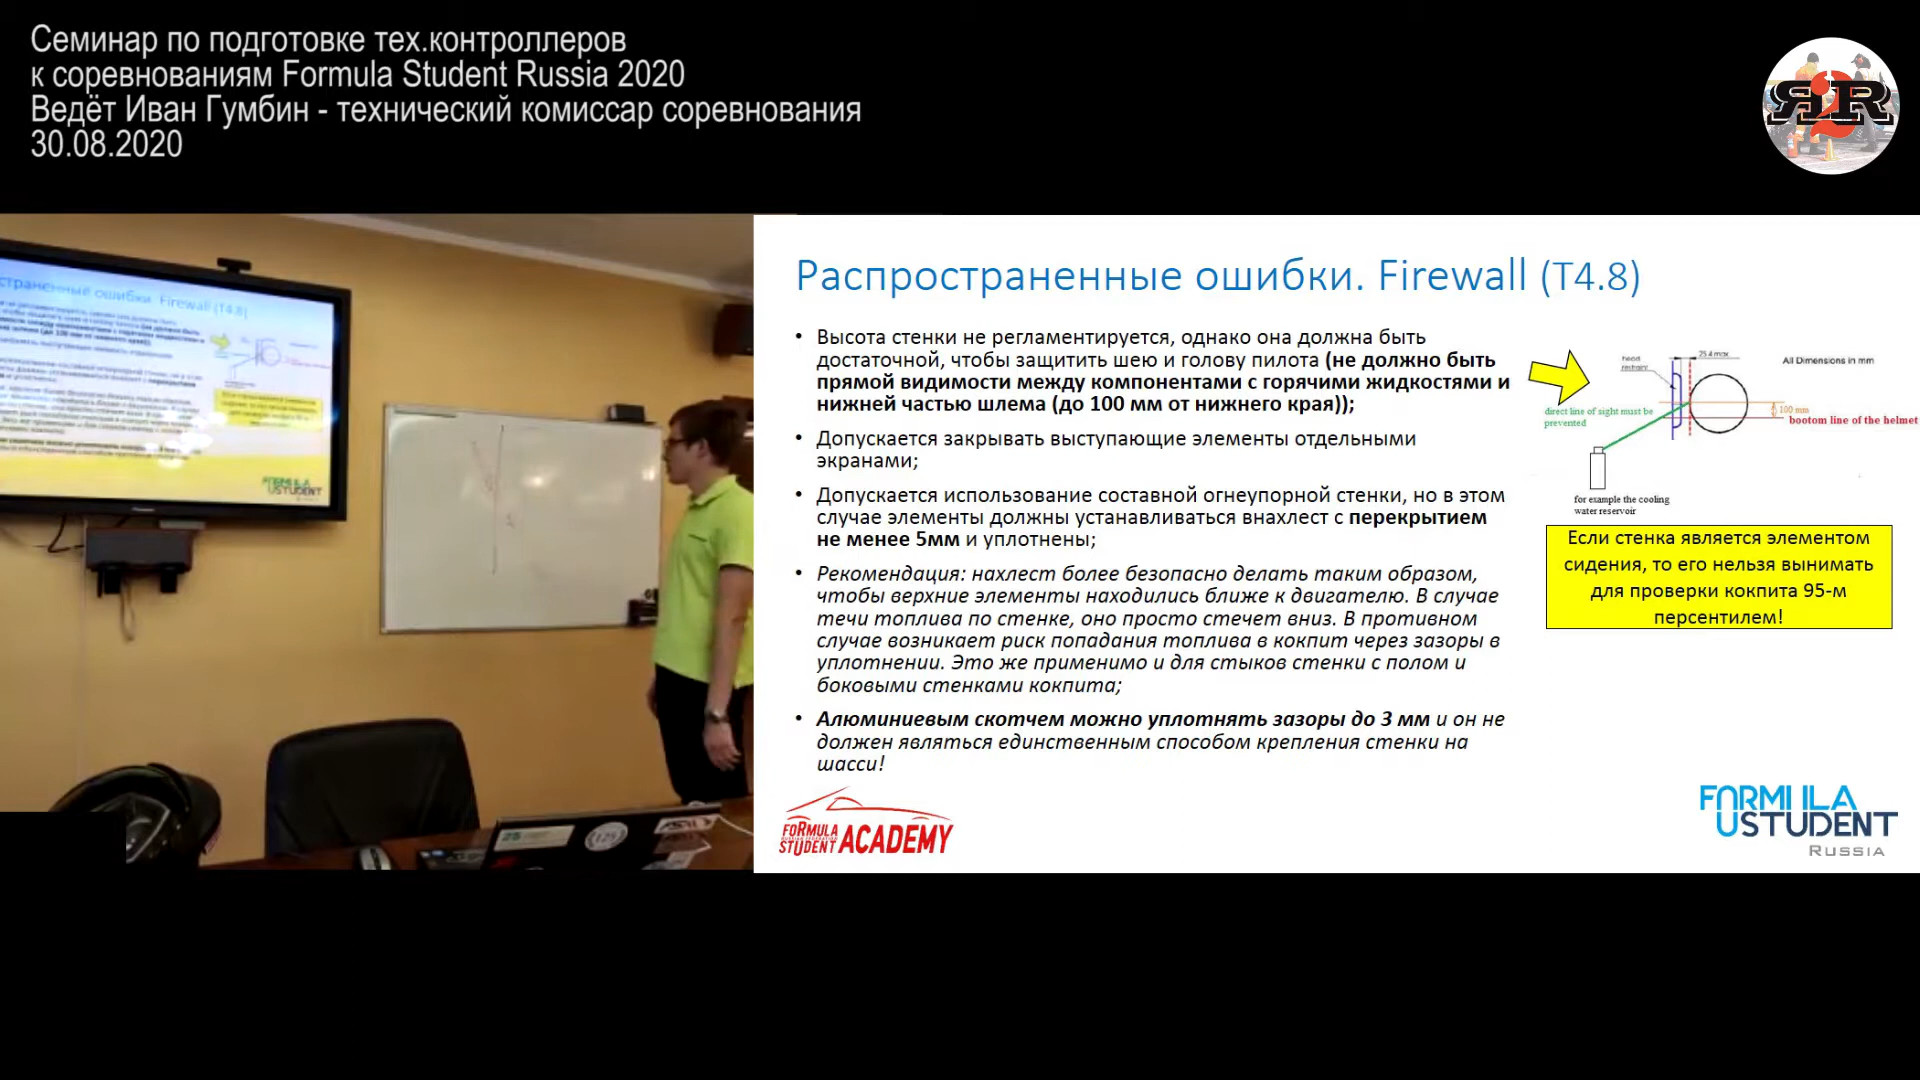 Семинар по подготовке тех.контроллеров
к соревнованиям Formula Student Russia 2020
Ведёт Иван Гумбин - технический комиссар соревнования
30.08.2020
Распространенные ошибки. Firewall (T4.8)
• Высота стенки не регламентируется, однако она должна быть
достаточной, чтобы защитить шею и голову пилота (не должно быть
прямой видимости между компонентами с горячими жидкостями и
нижней частью шлема (до 100 мм от нижнего края));
• Допускается закрывать выступающие элементы отдельными
экранами;
• Допускается использование составной огнеупорной стенки, но в этом
случае элементы должны устанавливаться внахлест с перекрытием
не менее 5мм и уплотнены;
• Рекомендация: нахлест более безопасно делать таким образом,
чтобы верхние элементы находились ближе к двигателю. В случае
течи топлива по стенке, оно просто стечет вниз. В противном
случае возникает риск попадания топлива в кокпит через зазоры в
уплотнении. Это же применимо и для стыков стенки с полом и
боковыми стенками кокпита;
• Алюминиевым скотчем можно уплотнять зазоры до 3 мм и он не
должен являться единственным способом крепления стенки на
шасси!
head
restraint
25.4 max
All Dimensions in mm
direct line of sight must be
prevented
100 mm
bootom line of the helmet
for example the cooling
water reservoir
Если стенка является элементом
сидения, то его нельзя вынимать
для проверки кокпита 95-м
персентилем!
FORMULA
STUDENT ACADEMY
FORMULA
STUDENT
RUSSIA